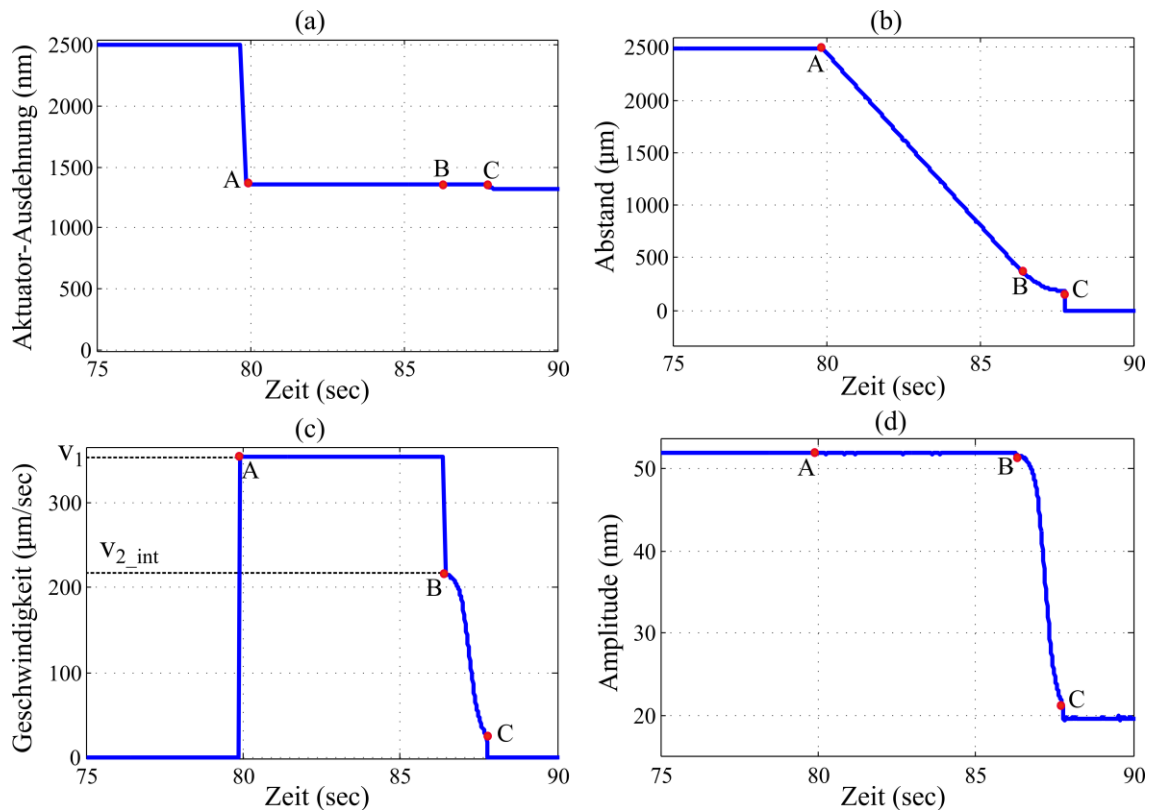 (a)
Aktuator-Ausdehnung (nm)
2500
2000
1500
1000
500
0
A
B
C
75
80
85
90
Zeit (sec)
(b)
Abstand (µm)
2500
2000
1500
1000
500
0
A
B
C
75
80
85
90
Zeit (sec)
(c)
Geschwindigkeit (µm/sec)
v1
300
v2_int
200
100
0
A
B
C
75
80
85
90
Zeit (sec)
(d)
Amplitude (nm)
50
40
30
20
A
B
C
75
80
85
90
Zeit (sec)